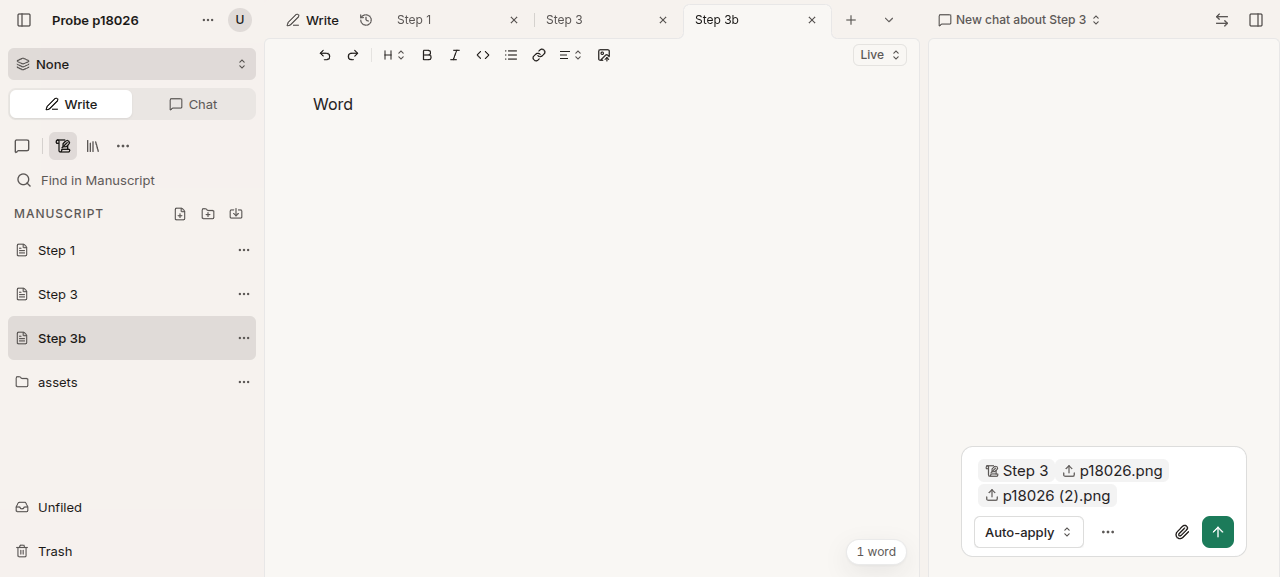 Probe p18026
U
None
Write
Chat
Find in Manuscript
MANUSCRIPT
Step 1
Step 3
Step 3b
assets
Unfiled
Trash
Write
Step 1
Step 3
Step 3b
H
B
I
Live
Word
1 word
New chat about Step 3
Step 3
p18026.png
p18026 (2).png
Auto-apply